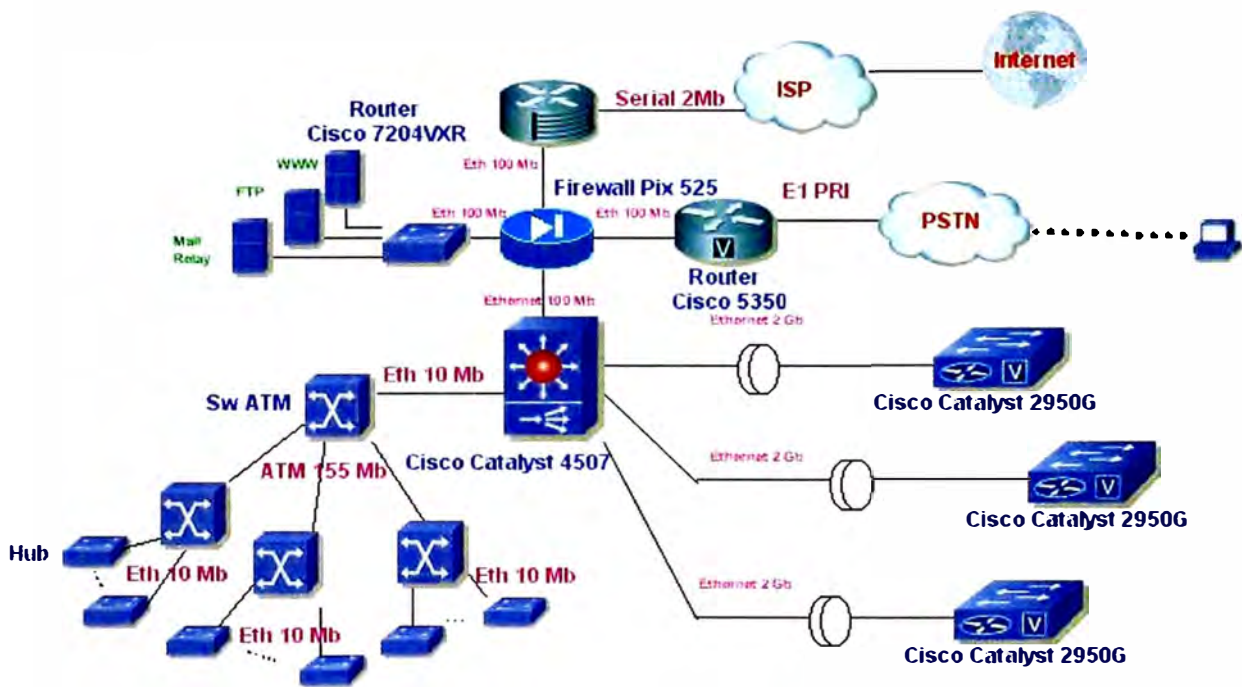 Internet
ISP
Serial 2Mb
Router
Cisco 7204VXR
WWW
Eth 100 Mb
FTP
Firewall Pix 525
E1 PRI
Eth 100 Mb
Eth 100 Mb
PSTN
Mail
Relay
V
Router
Cisco 5350
Ethernet 100 Mb
Ethernet 2 Gb
Eth 10 Mb
V
Sw ATM
Cisco Catalyst 2950G
ATM 155 Mb
Cisco Catalyst 4507
Ethernet 2 Gb
V
Cisco Catalyst 2950G
Hub
Eth 10 Mb
Eth 10 Mb
Ethernet 2 Gb
Eth 10 Mb
V
Cisco Catalyst 2950G